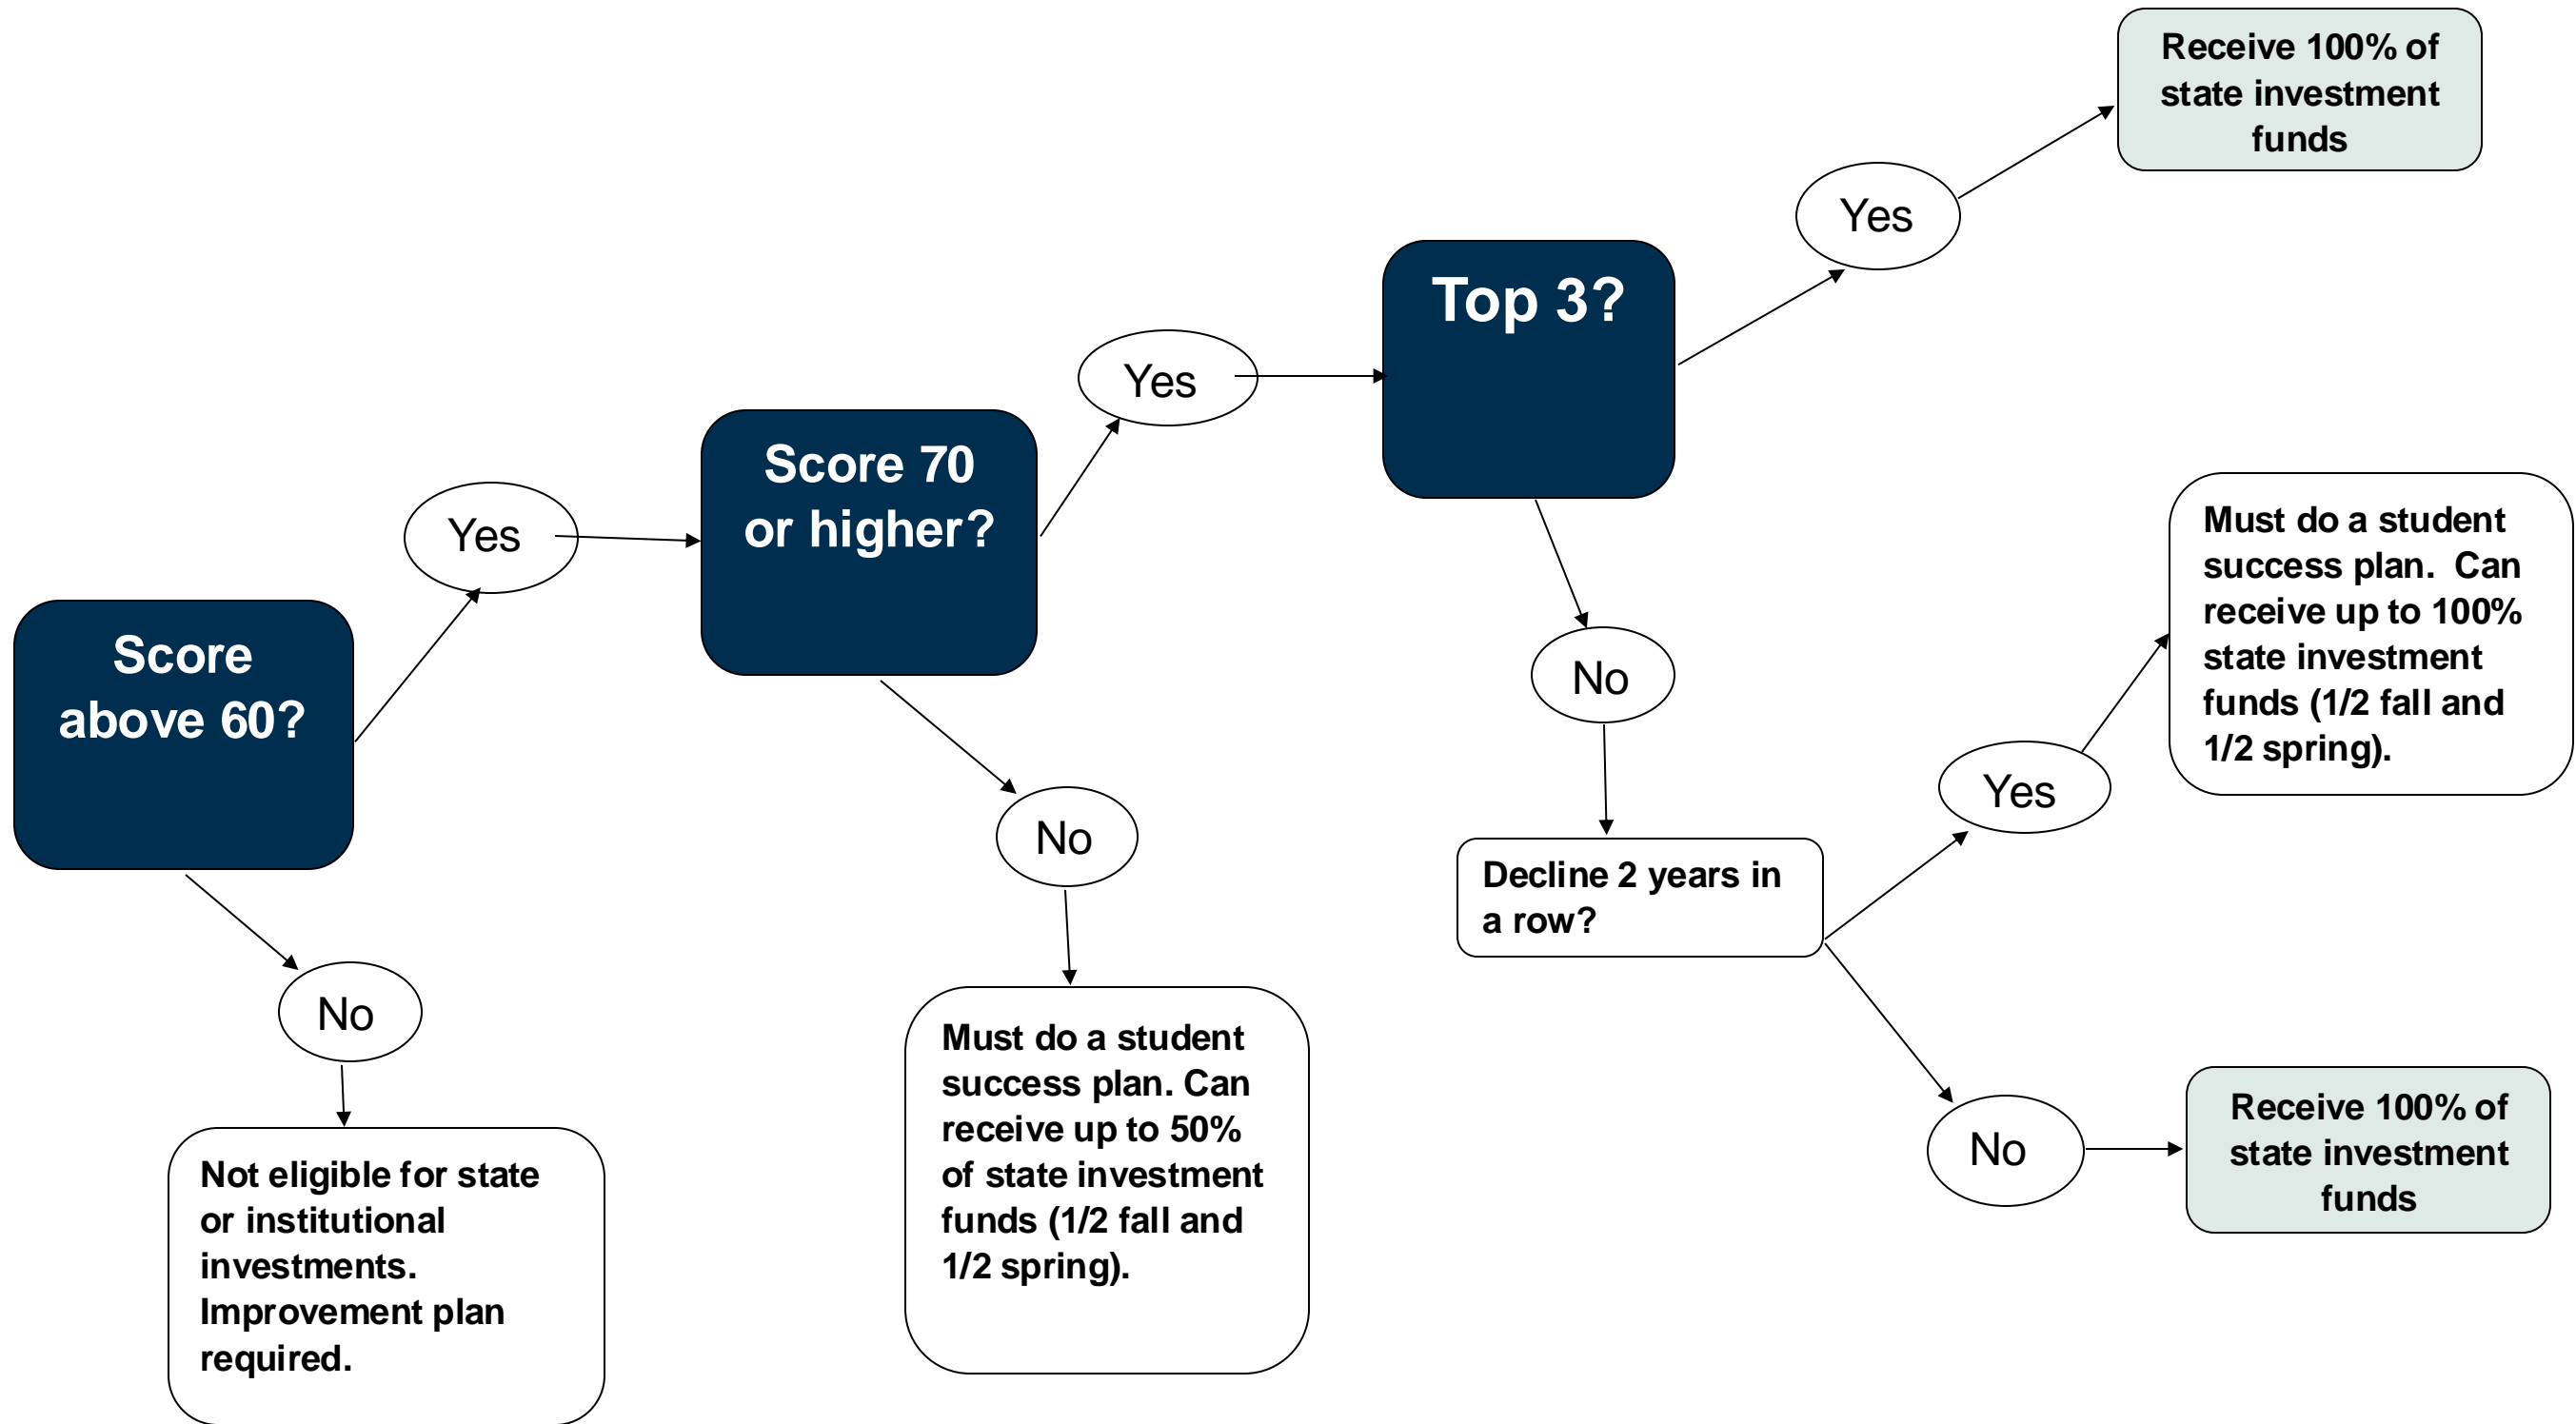 Receive 100% of
state investment
funds
Yes
Top 3?
Yes
Score 70
or higher?
Yes
Score
above 60?
Must do a student
success plan.  Can
receive up to 100%
state investment
funds (1/2 fall and
1/2 spring).
No
Yes
No
Decline 2 years in
a row?
No
Must do a student
success plan. Can
receive up to 50%
of state investment
funds (1/2 fall and
1/2 spring).
No
Receive 100% of
state investment
funds
Not eligible for state
or institutional
investments.
Improvement plan
required.